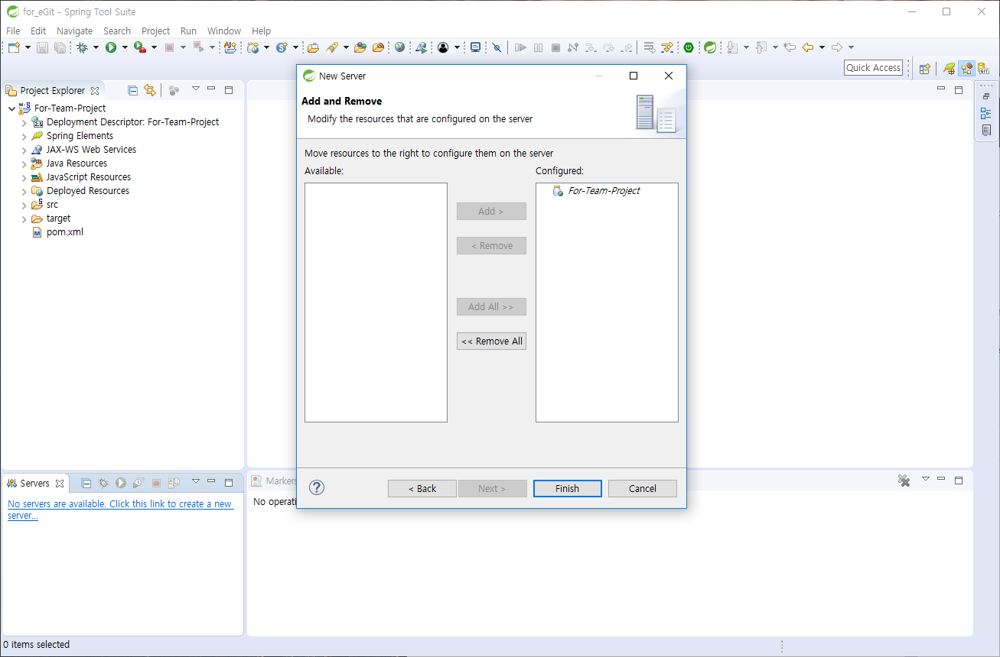 for_eGit - Spring Tool Suite
File Edit Navigate Search Project Run Window Help
Quick Access
GIT
Project Explorer
For-Team-Project
Deployment Descriptor: For-Team-Project
Spring Elements
JAX-WS Web Services
Java Resources
JavaScript Resources
Deployed Resources
src
target
pom.xml
New Server
Add and Remove
Modify the resources that are configured on the server
Move resources to the right to configure them on the server
Available:
Configured:
For-Team-Project
Add >
< Remove
Add All >>
<< Remove All
< Back
Next >
Finish
Cancel
Servers
No servers are available. Click this link to create a new
server...
Markers
No operati
0 items selected